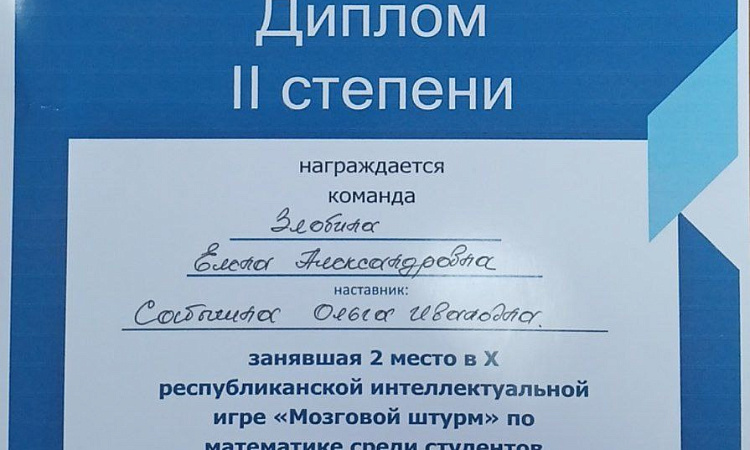 Диплом
II степени
награждается
команда
Злобина
Елена Александровна
наставник:
Ольга Ивановна.
занявшая 2 место в X
республиканской интеллектуальной
игре «Мозговой штурм» по
математике среди студентов